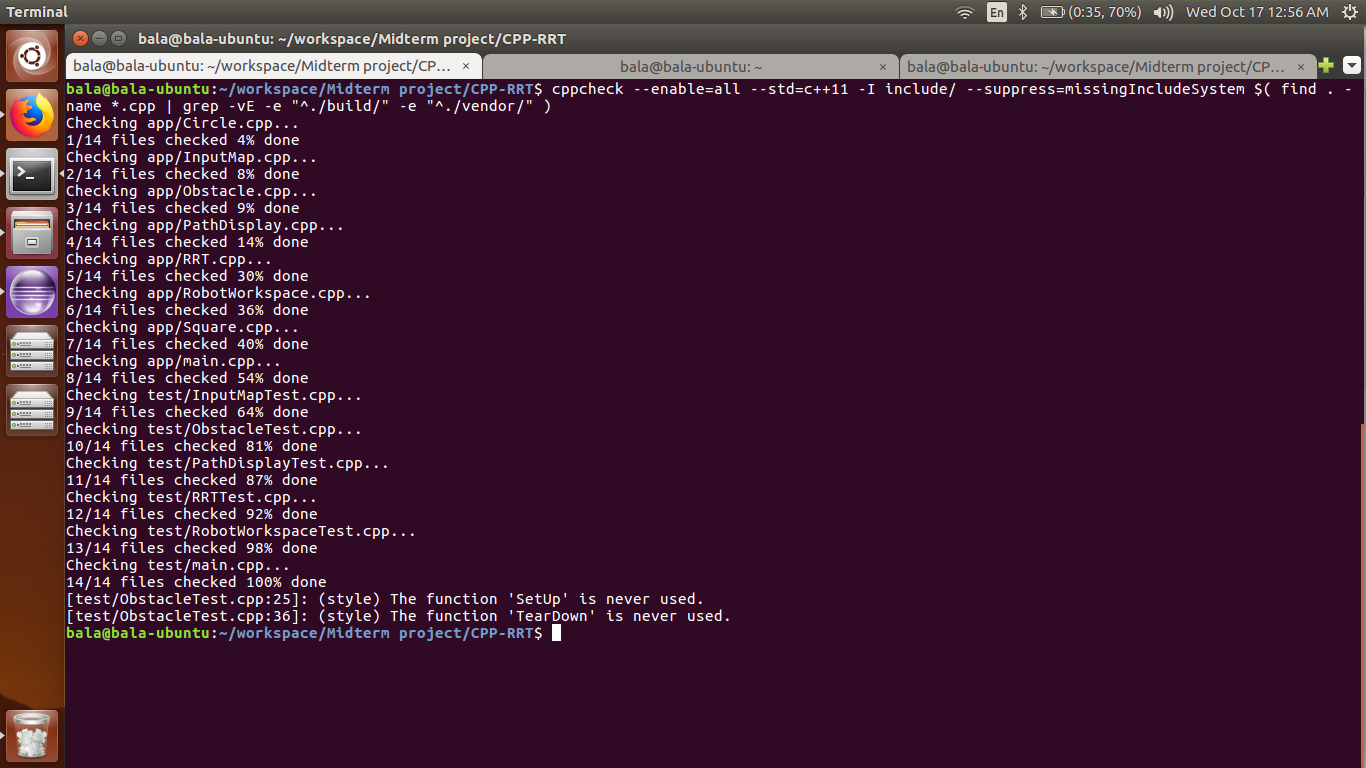 Terminal
En
(0:35, 70%)
Wed Oct 17 12:56 AM
bala@bala-ubuntu: ~/workspace/Midterm project/CPP-RRT
bala@bala-ubuntu: ~/workspace/Midterm project/CP... ×
bala@bala-ubuntu: ~ ×
bala@bala-ubuntu: ~/workspace/Midterm project/CP... ×
bala@bala-ubuntu:~/workspace/Midterm project/CPP-RRT$ cppcheck --enable=all --std=c++11 -I include/ --suppress=missingIncludeSystem $( find . -
name *.cpp | grep -vE -e "^./build/" -e "^./vendor/" )
Checking app/Circle.cpp...
1/14 files checked 4% done
Checking app/InputMap.cpp...
2/14 files checked 8% done
Checking app/Obstacle.cpp...
3/14 files checked 9% done
Checking app/PathDisplay.cpp...
4/14 files checked 14% done
Checking app/RRT.cpp...
5/14 files checked 30% done
Checking app/RobotWorkspace.cpp...
6/14 files checked 36% done
Checking app/Square.cpp...
7/14 files checked 40% done
Checking app/main.cpp...
8/14 files checked 54% done
Checking test/InputMapTest.cpp...
9/14 files checked 64% done
Checking test/ObstacleTest.cpp...
10/14 files checked 81% done
Checking test/PathDisplayTest.cpp...
11/14 files checked 87% done
Checking test/RRTTest.cpp...
12/14 files checked 92% done
Checking test/RobotWorkspaceTest.cpp...
13/14 files checked 98% done
Checking test/main.cpp...
14/14 files checked 100% done
[test/ObstacleTest.cpp:25]: (style) The function 'SetUp' is never used.
[test/ObstacleTest.cpp:36]: (style) The function 'TearDown' is never used.
bala@bala-ubuntu:~/workspace/Midterm project/CPP-RRT$